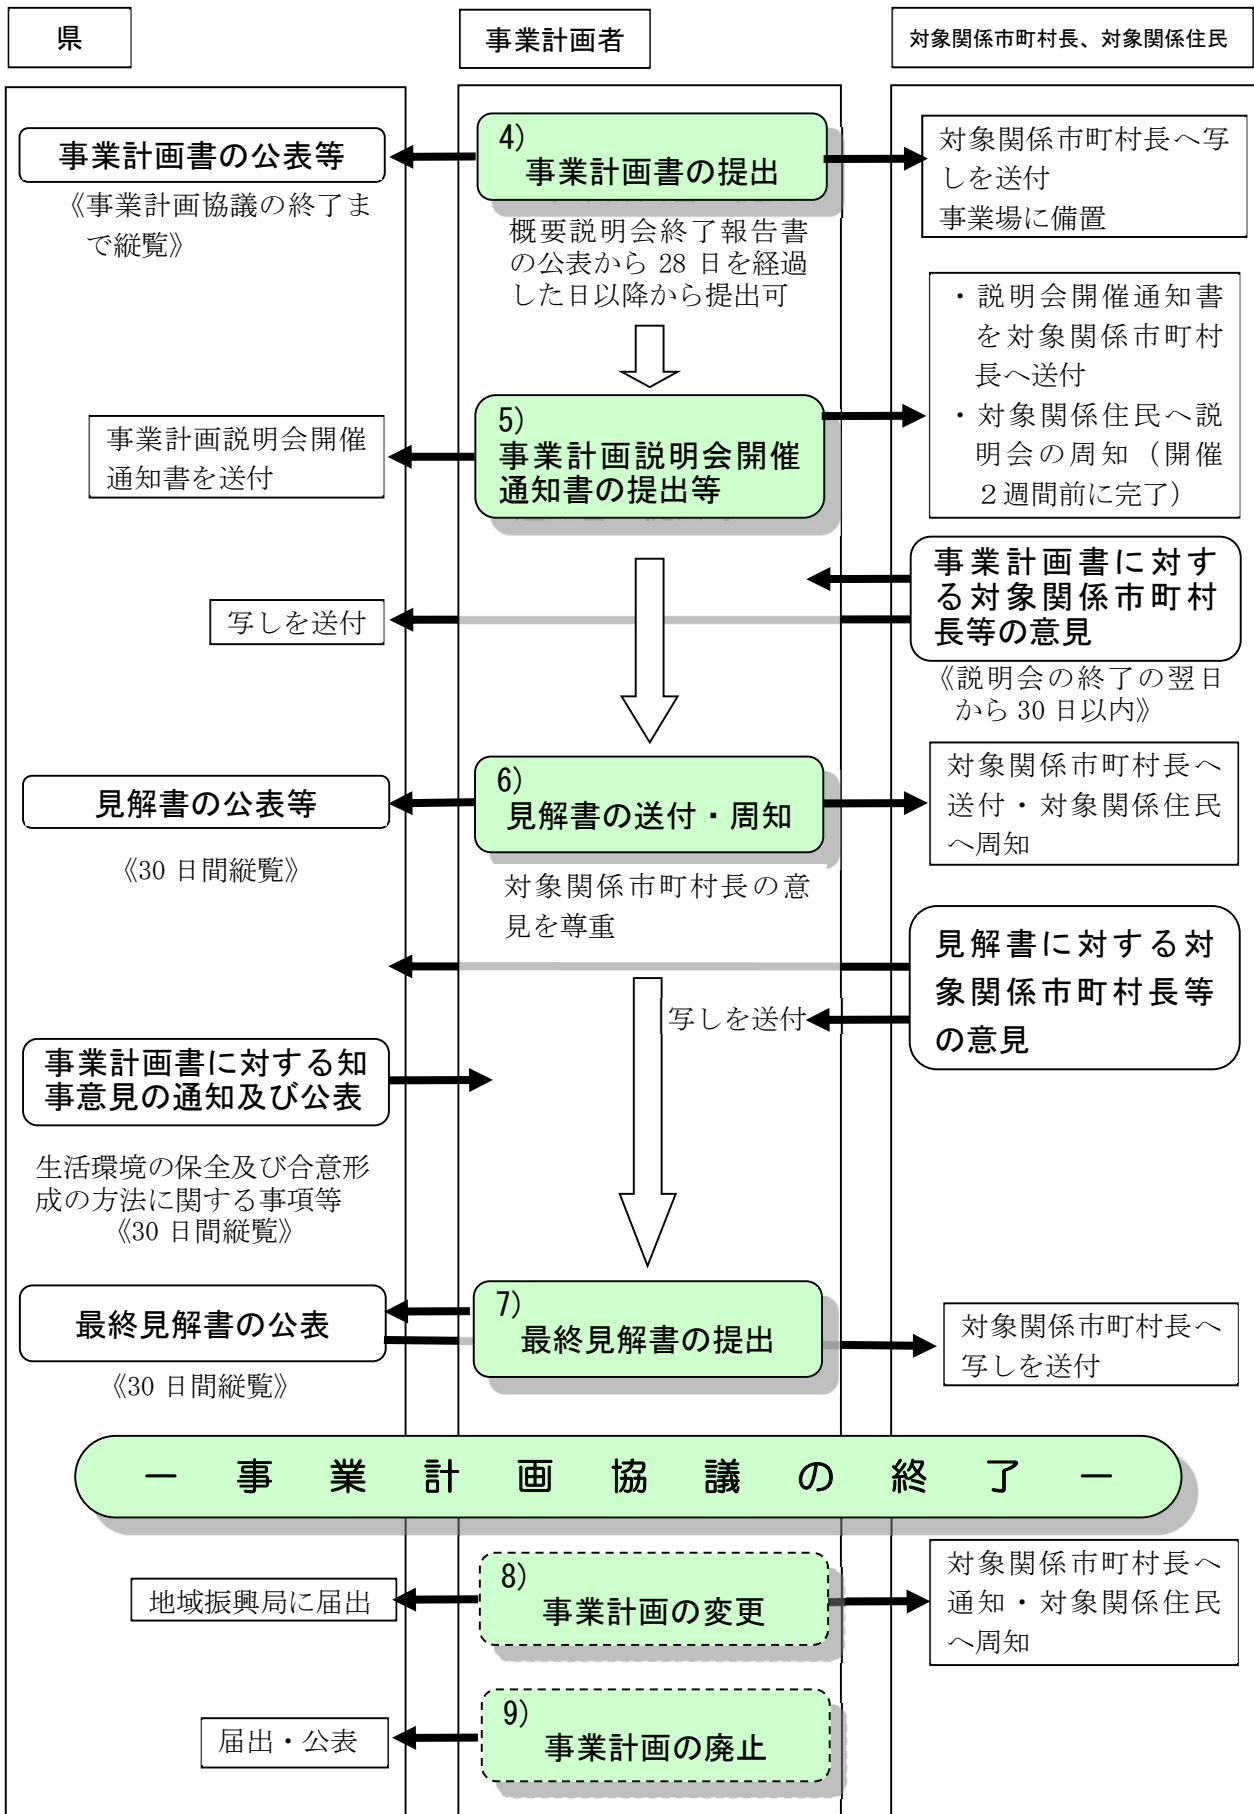 県
事業計画者
対象関係市町村長、対象関係住民
4)
事業計画書の提出
事業計画書の公表等
《事業計画協議の終了ま
で縦覧》
対象関係市町村長へ写
しを送付
事業場に備置
概要説明会終了報告書
の公表から 28 日を経過
した日以降から提出可
・説明会開催通知書
を対象関係市町村
長へ送付
・対象関係住民へ説
明会の周知（開催
２週間前に完了）
5)
事業計画説明会開催
通知書の提出等
事業計画説明会開催
通知書を送付
事業計画書に対す
る対象関係市町村
長等の意見
写しを送付
《説明会の終了の翌日
から 30 日以内》
6)
見解書の送付・周知
見解書の公表等
《30 日間縦覧》
対象関係市町村長へ
送付・対象関係住民
へ周知
対象関係市町村長の意
見を尊重
見解書に対する対
象関係市町村長等
の意見
写しを送付
事業計画書に対する知
事意見の通知及び公表
生活環境の保全及び合意形
成の方法に関する事項等
《30 日間縦覧》
7)
最終見解書の提出
最終見解書の公表
《30 日間縦覧》
対象関係市町村長へ
写しを送付
－ 事 業 計 画 協 議 の 終 了 －
8)
事業計画の変更
地域振興局に届出
対象関係市町村長へ
通知・対象関係住民
へ周知
9)
事業計画の廃止
届出・公表